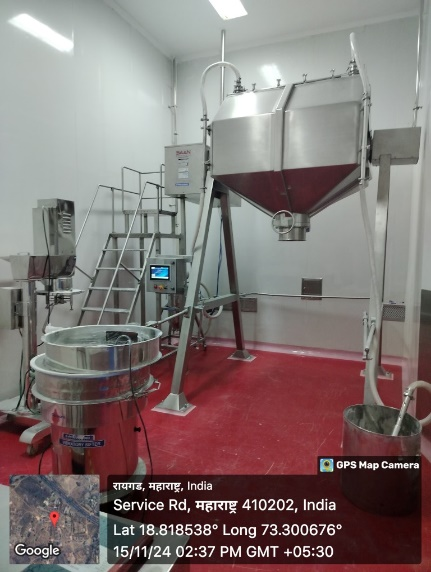 GPS Map Camera
रायगड, महाराष्ट्र, India
Service Rd, महाराष्ट्र 410202, India
Lat 18.818538° Long 73.300676°
15/11/24 02:37 PM GMT +05:30
Google